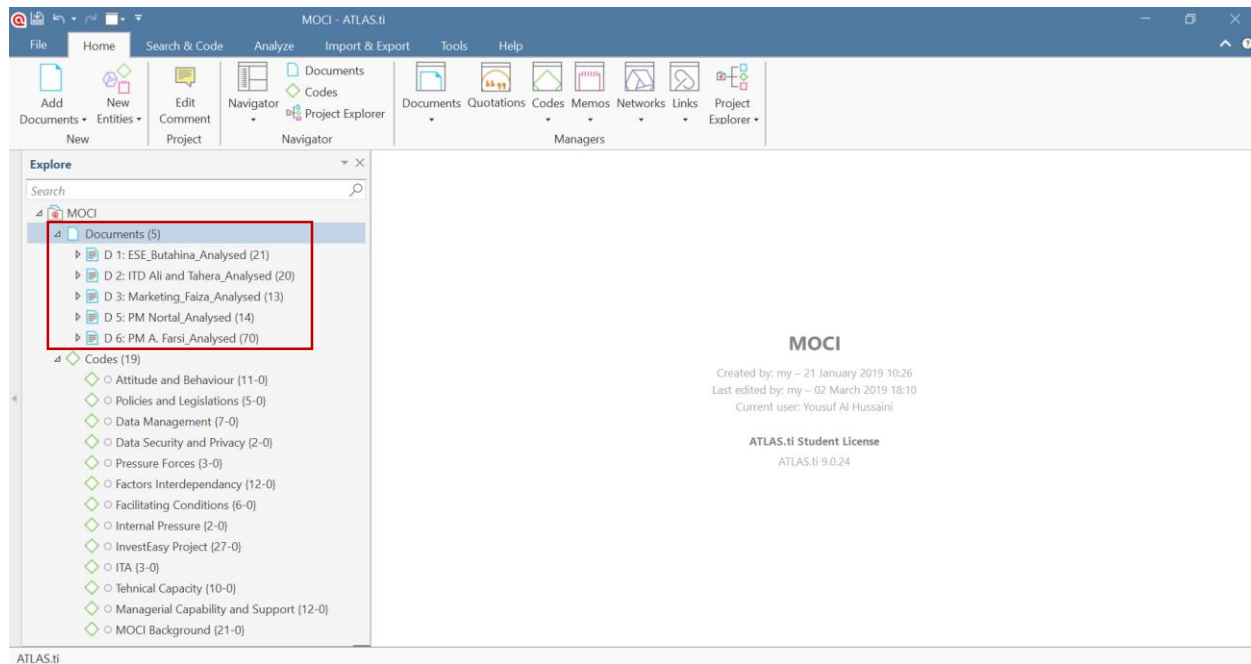 MOCI - ATLAS.ti
File Home Search & Code Analyze Import & Export Tools Help
Add Documents
New Entities
Edit Comment
Navigator
Documents
Codes
Project Explorer
Documents Quotations Codes Memos Networks Links
Project Explorer
New Project Navigator Managers
Explore
Search
MOCI
Documents (5)
D 1: ESE_Butahina_Analysed (21)
D 2: ITD Ali and Tahera_Analysed (20)
D 3: Marketing_Faiza_Analysed (13)
D 5: PM Nortal_Analysed (14)
D 6: PM A. Farsi_Analysed (70)
Codes (19)
Attitude and Behaviour {11-0}
Policies and Legislations {5-0}
Data Management {7-0}
Data Security and Privacy {2-0}
Pressure Forces {3-0}
Factors Interdependancy {12-0}
Facilitating Conditions {6-0}
Internal Pressure {2-0}
InvestEasy Project {27-0}
ITA {3-0}
Tehnical Capacity {10-0}
Managerial Capability and Support {12-0}
MOCI Background {21-0}
MOCI
Created by: my – 21 January 2019 10:26
Last edited by: my – 02 March 2019 18:10
Current user: Yousuf Al Hussaini
ATLAS.ti Student License
ATLAS.ti 9.0.24
ATLAS.ti